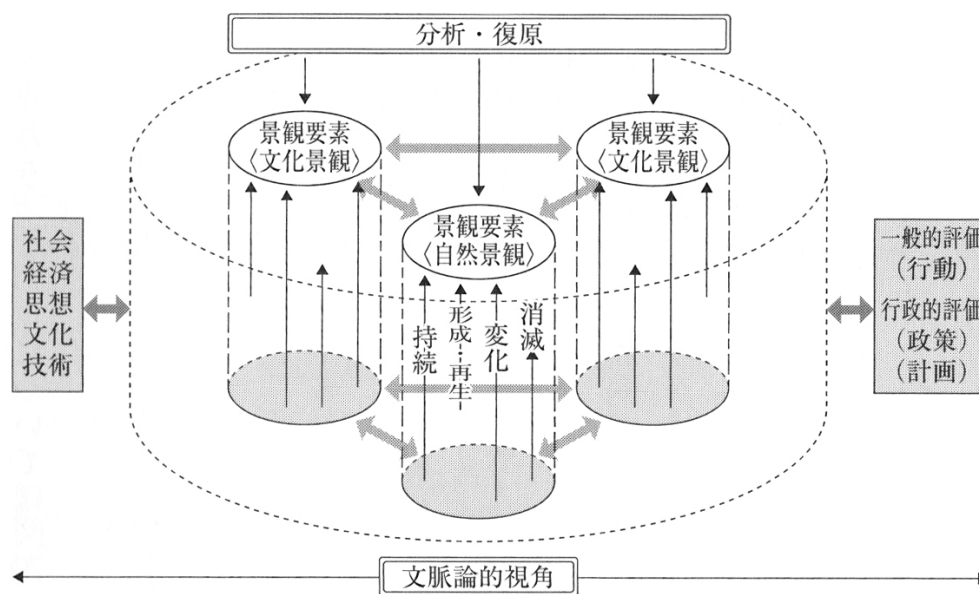 分析・復原
景観要素
〈文化景観〉
景観要素
〈文化景観〉
景観要素
〈自然景観〉
社会
経済
思想
文化
技術
一般的評価
(行動)
行政的評価
(政策)
(計画)
持続
形成…再生
変化
消滅
文脈論的視角